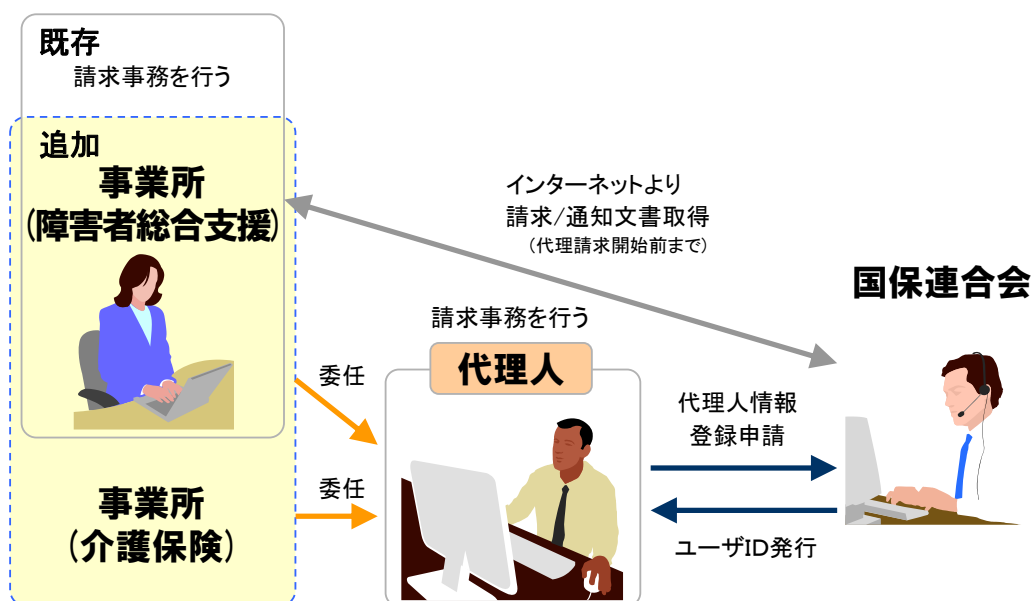 既存
請求事務を行う
追加
事業所
(障害者総合支援)
インターネットより
請求/通知文書取得
(代理請求開始前まで)
国保連合会
請求事務を行う
代理人
委任
代理人情報
登録申請
委任
事業所
(介護保険)
ユーザID発行